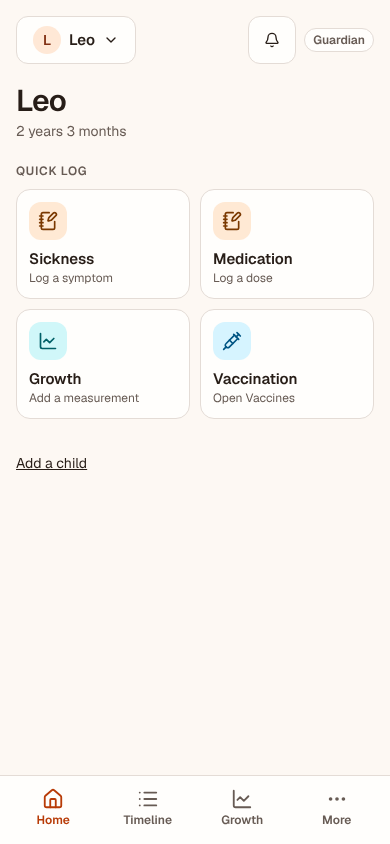 L Leo
Guardian
Leo
2 years 3 months
QUICK LOG
Sickness
Log a symptom
Medication
Log a dose
Growth
Add a measurement
Vaccination
Open Vaccines
Add a child
Home
Timeline
Growth
More